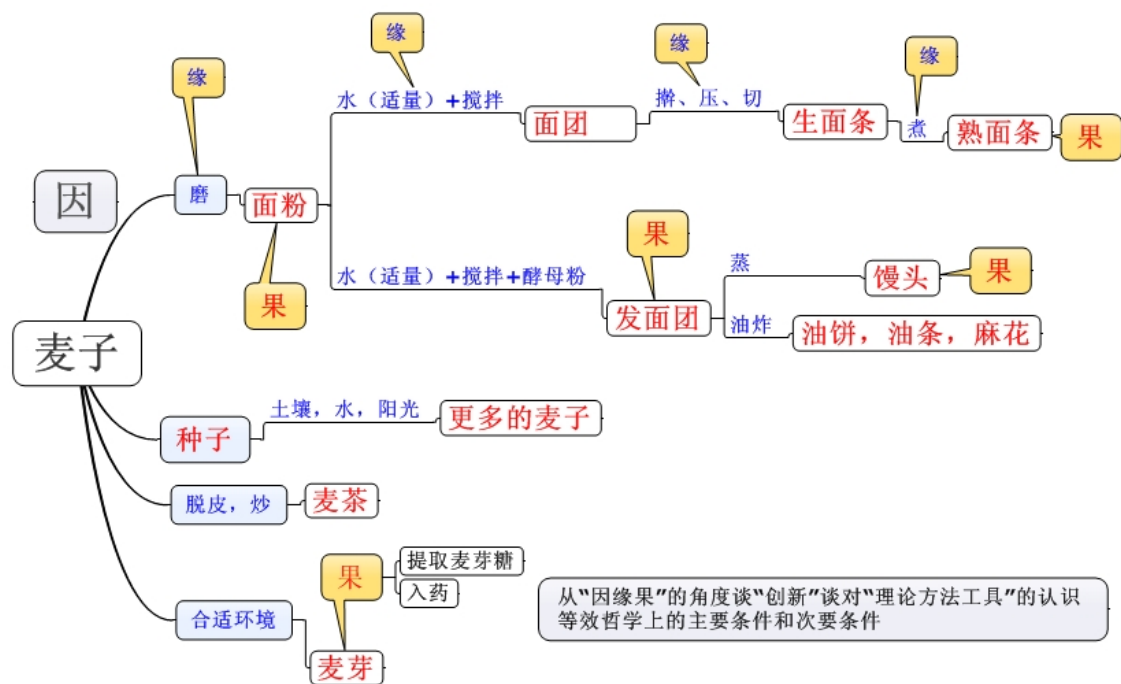 缘
缘
缘
缘
水（适量）+搅拌
面团
擀、压、切
生面条
煮
熟面条
果
因
磨
面粉
果
水（适量）+搅拌+酵母粉
果
发面团
蒸
馒头
果
油炸
油饼，油条，麻花
麦子
种子
土壤，水，阳光
更多的麦子
脱皮，炒
麦茶
合适环境
果
提取麦芽糖
入药
麦芽
从“因缘果”的角度谈“创新”谈对“理论方法工具”的认识
等效哲学上的主要条件和次要条件